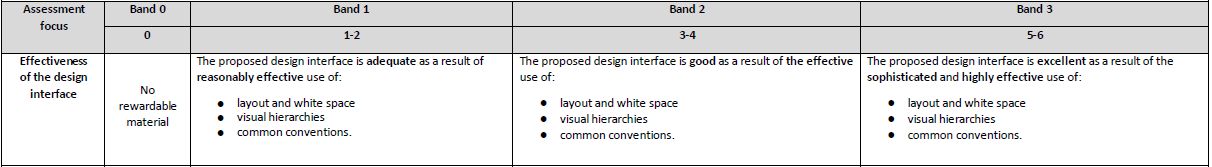 Assessment focus Band 0 Band 1 Band 2 Band 3
0 1-2 3-4 5-6
Effectiveness
of the design
interface
No
rewardable
material
The proposed design interface is adequate as a result of
reasonably effective use of:
● layout and white space
● visual hierarchies
● common conventions.
The proposed design interface is good as a result of the effective
use of:
● layout and white space
● visual hierarchies
● common conventions.
The proposed design interface is excellent as a result of the
sophisticated and highly effective use of:
● layout and white space
● visual hierarchies
● common conventions.